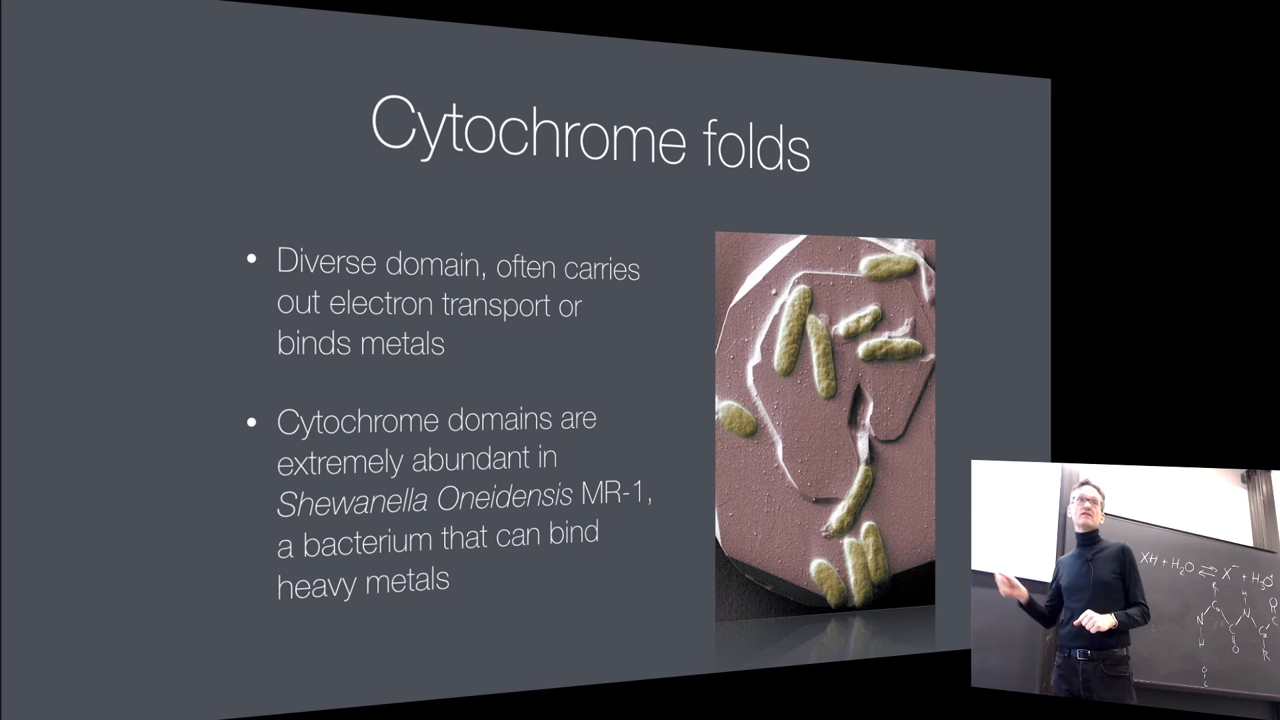 Cytochrome folds
• Diverse domain, often carries
out electron transport or
binds metals
• Cytochrome domains are
extremely abundant in
Shewanella Oneidensis MR-1,
a bacterium that can bind
heavy metals
XH + H₂O ⇌ X⁻ + H₃O